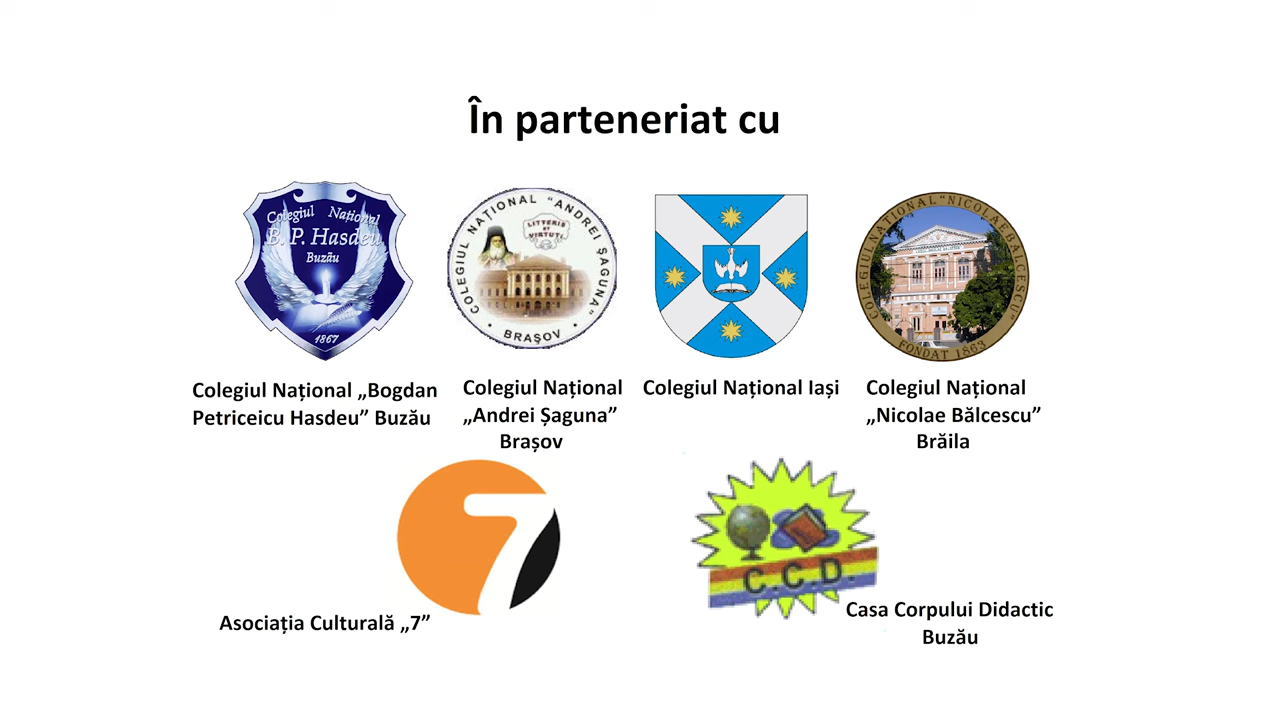 În parteneriat cu
Colegiul Național
B. P. Hasdeu
Buzău
1867
COLEGIUL NAȚIONAL "ANDREI ȘAGUNA"
LITTERIS
ET
VIRTUTI
BRAȘOV
COLEGIUL NAȚIONAL "NICOLAE BĂLCESCU"
FONDAT 1863
Colegiul Național „Bogdan
Petriceicu Hasdeu” Buzău
Colegiul Național
„Andrei Șaguna”
Brașov
Colegiul Național Iași
Colegiul Național
„Nicolae Bălcescu”
Brăila
7
C.C.D.
Asociația Culturală „7”
Casa Corpului Didactic
Buzău